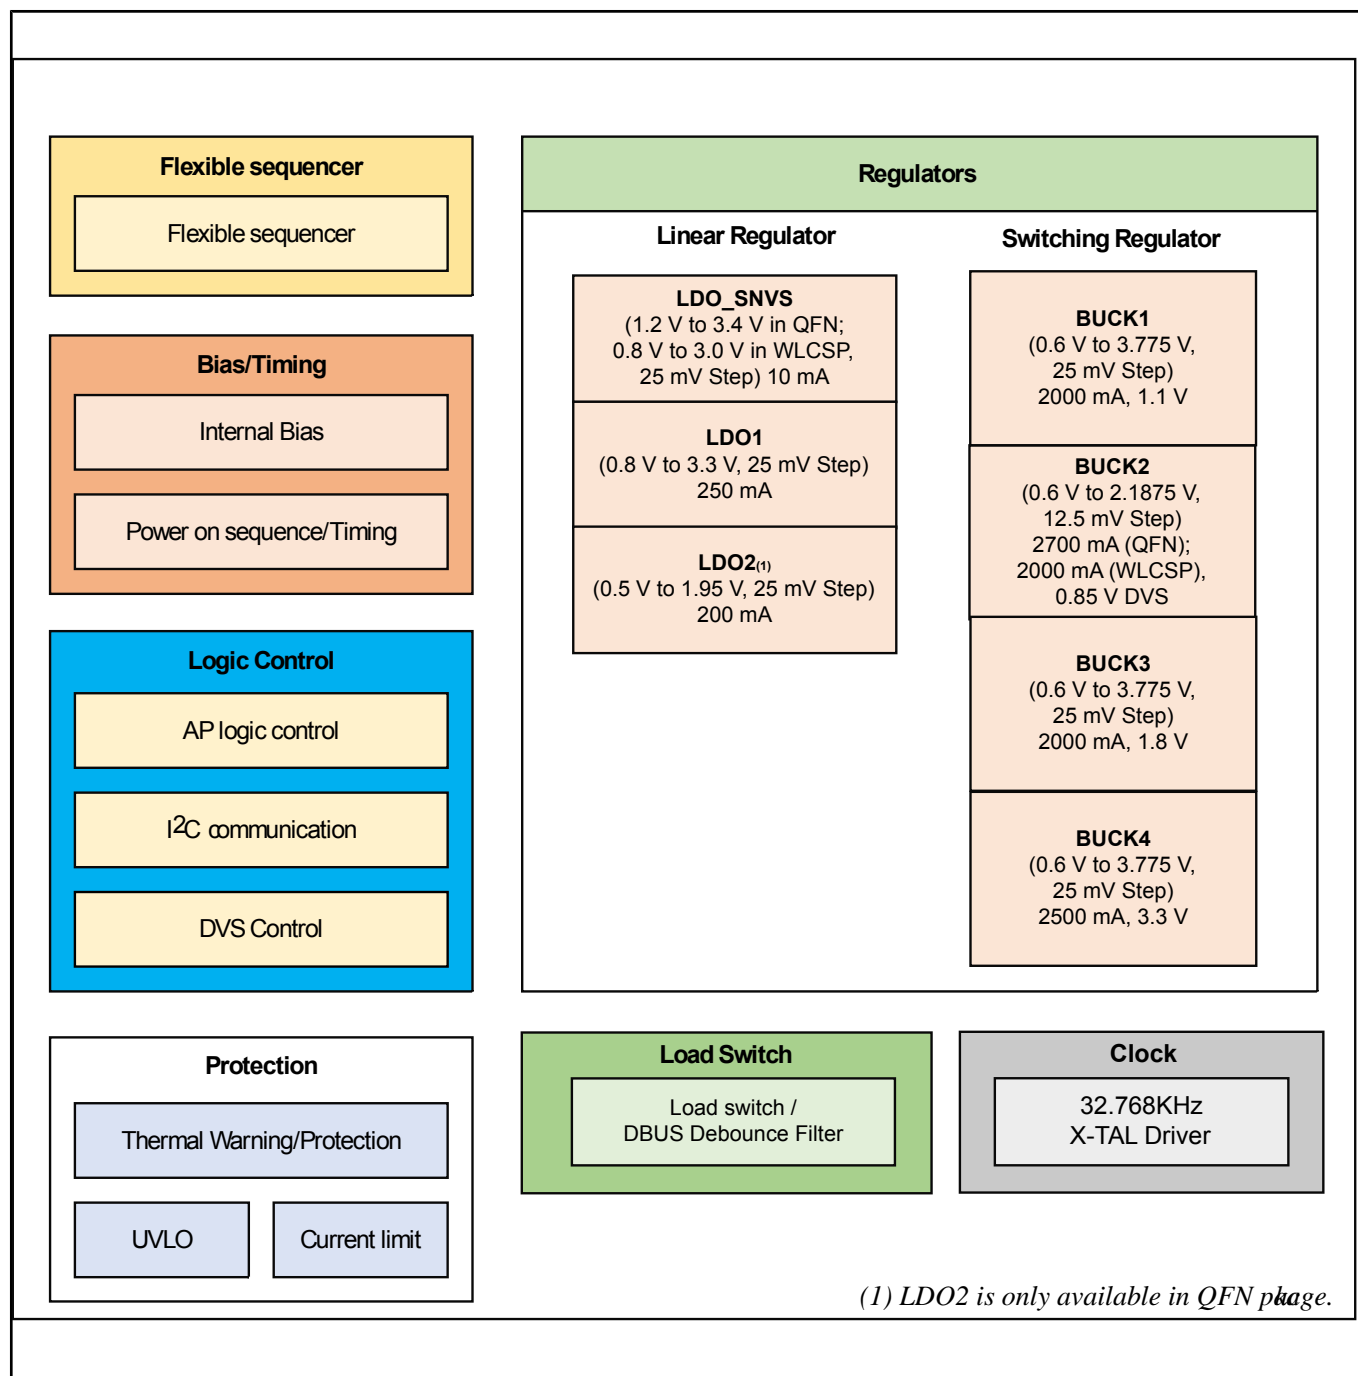 Flexible sequencer
Flexible sequencer
Bias/Timing
Internal Bias
Power on sequence/Timing
Logic Control
AP logic control
I²C communication
DVS Control
Protection
Thermal Warning/Protection
UVLO
Current limit
Regulators
Linear Regulator
LDO_SNVS
(1.2 V to 3.4 V in QFN;
0.8 V to 3.0 V in WLCSP,
25 mV Step) 10 mA
LDO1
(0.8 V to 3.3 V, 25 mV Step)
250 mA
LDO2(1)
(0.5 V to 1.95 V, 25 mV Step)
200 mA
Switching Regulator
BUCK1
(0.6 V to 3.775 V,
25 mV Step)
2000 mA, 1.1 V
BUCK2
(0.6 V to 2.1875 V,
12.5 mV Step)
2700 mA (QFN);
2000 mA (WLCSP),
0.85 V DVS
BUCK3
(0.6 V to 3.775 V,
25 mV Step)
2000 mA, 1.8 V
BUCK4
(0.6 V to 3.775 V,
25 mV Step)
2500 mA, 3.3 V
Load Switch
Load switch /
DBUS Debounce Filter
Clock
32.768KHz
X-TAL Driver
(1) LDO2 is only available in QFN package.